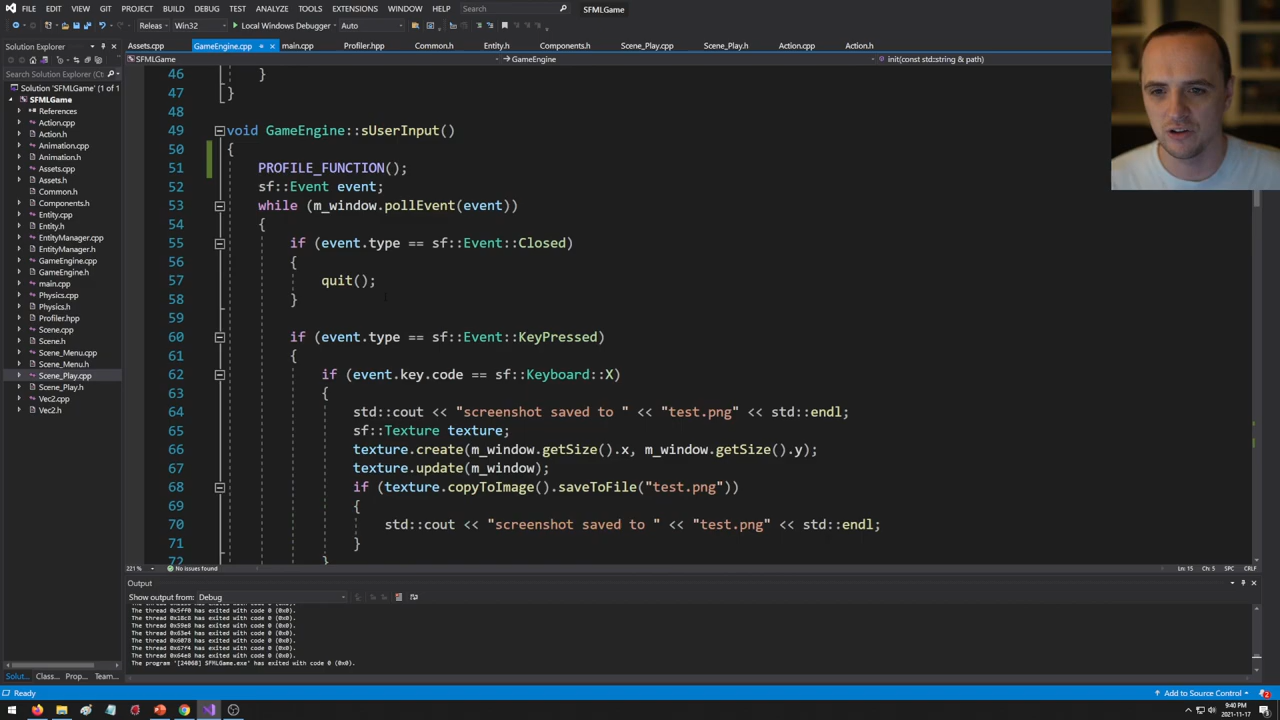 FILE EDIT VIEW GIT PROJECT BUILD DEBUG TEST ANALYZE TOOLS EXTENSIONS WINDOW HELP Search SFMLGame
Releas Win32 Local Windows Debugger Auto
Solution Explorer
Search Solution Explorer (Ctrl+;)
Solution 'SFMLGame' (1 of 1
SFMLGame
References
Action.cpp
Action.h
Animation.cpp
Animation.h
Assets.cpp
Assets.h
Common.h
Components.h
Entity.cpp
Entity.h
EntityManager.cpp
EntityManager.h
GameEngine.cpp
GameEngine.h
main.cpp
Physics.cpp
Physics.h
Profiler.hpp
Scene.cpp
Scene.h
Scene_Menu.cpp
Scene_Menu.h
Scene_Play.cpp
Scene_Play.h
Vec2.cpp
Vec2.h
Solut... Class... Prop... Team...
Assets.cpp GameEngine.cpp main.cpp Profiler.hpp Common.h Entity.h Components.h Scene_Play.cpp Scene_Play.h Action.cpp Action.h
SFMLGame GameEngine init(const std::string & path)
46 }
47 }
48
49 void GameEngine::sUserInput()
50 {
51 PROFILE_FUNCTION();
52 sf::Event event;
53 while (m_window.pollEvent(event))
54 {
55 if (event.type == sf::Event::Closed)
56 {
57 quit();
58 }
59
60 if (event.type == sf::Event::KeyPressed)
61 {
62 if (event.key.code == sf::Keyboard::X)
63 {
64 std::cout << "screenshot saved to " << "test.png" << std::endl;
65 sf::Texture texture;
66 texture.create(m_window.getSize().x, m_window.getSize().y);
67 texture.update(m_window);
68 if (texture.copyToImage().saveToFile("test.png"))
69 {
70 std::cout << "screenshot saved to " << "test.png" << std::endl;
71 }
72 }
221 % No issues found Ln: 15 Ch: 5 SPC CRLF
Output
Show output from: Debug
The thread 0x5ff0 has exited with code 0 (0x0).
The thread 0x18c8 has exited with code 0 (0x0).
The thread 0x59e8 has exited with code 0 (0x0).
The thread 0x63e4 has exited with code 0 (0x0).
The thread 0x6078 has exited with code 0 (0x0).
The thread 0x67f4 has exited with code 0 (0x0).
The thread 0x64e8 has exited with code 0 (0x0).
The program '[24068] SFMLGame.exe' has exited with code 0 (0x0).
Ready Add to Source Control 2
9:40 PM
2021-11-17